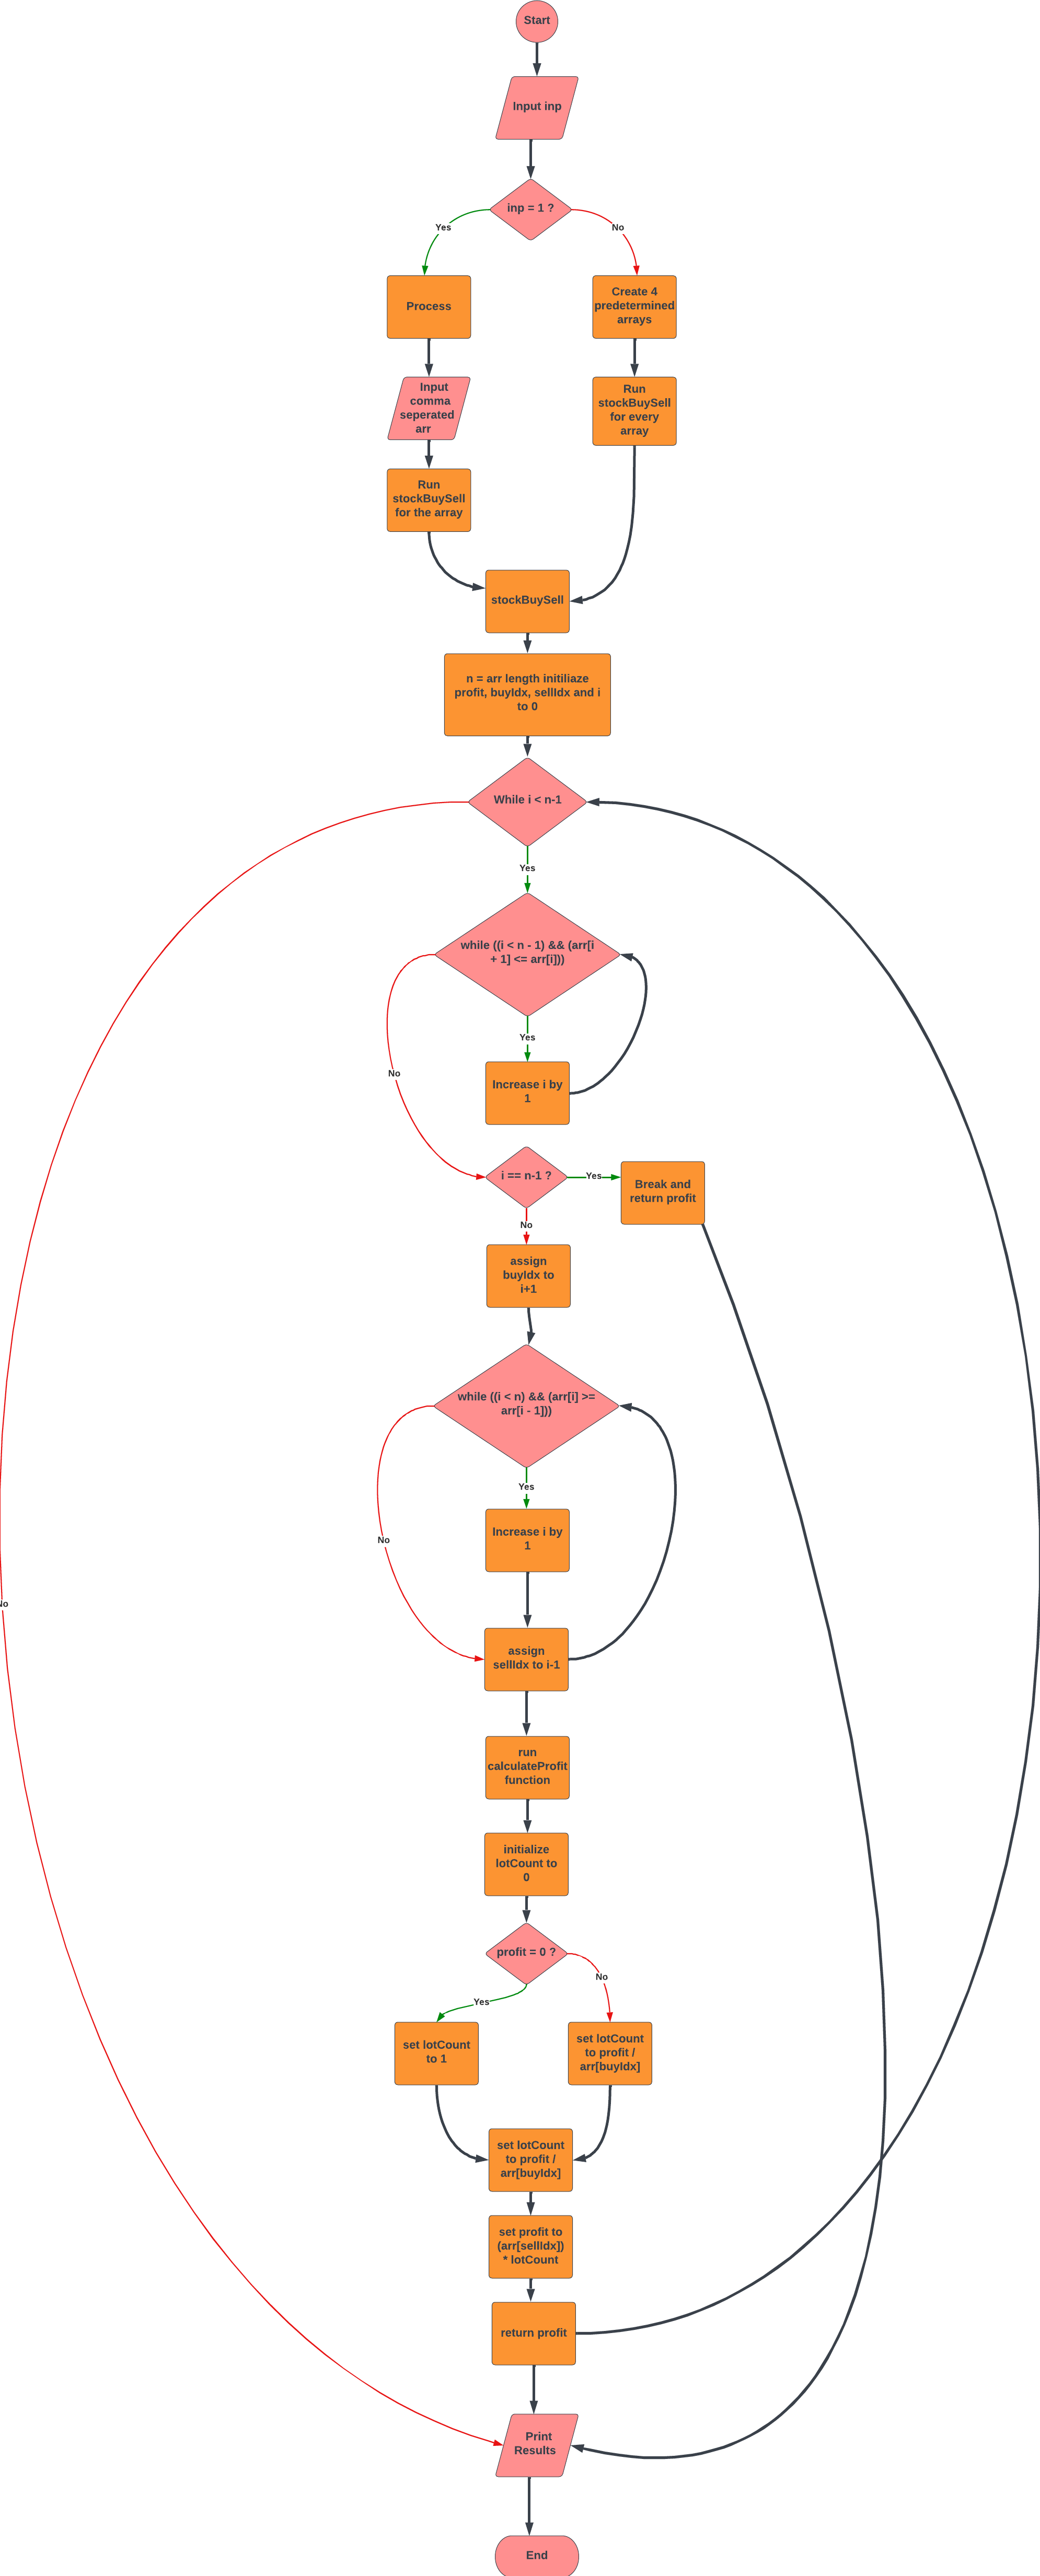 Start
Input inp
inp = 1 ?
Yes
No
Process
Create 4
predetermined
arrays
Input
comma
seperated
arr
Run
stockBuySell
for every
array
Run
stockBuySell
for the array
stockBuySell
n = arr length initiliaze
profit, buyIdx, sellIdx and i
to 0
While i < n-1
Yes
while ((i < n - 1) && (arr[i
+ 1] <= arr[i]))
Yes
No
Increase i by
1
i == n-1 ?
Yes
Break and
return profit
No
assign
buyIdx to
i+1
while ((i < n) && (arr[i] >=
arr[i - 1]))
Yes
No
Increase i by
1
No
assign
sellIdx to i-1
run
calculateProfit
function
initialize
lotCount to
0
profit = 0 ?
No
Yes
set lotCount
to 1
set lotCount
to profit /
arr[buyIdx]
set lotCount
to profit /
arr[buyIdx]
set profit to
(arr[sellIdx])
* lotCount
return profit
Print
Results
End